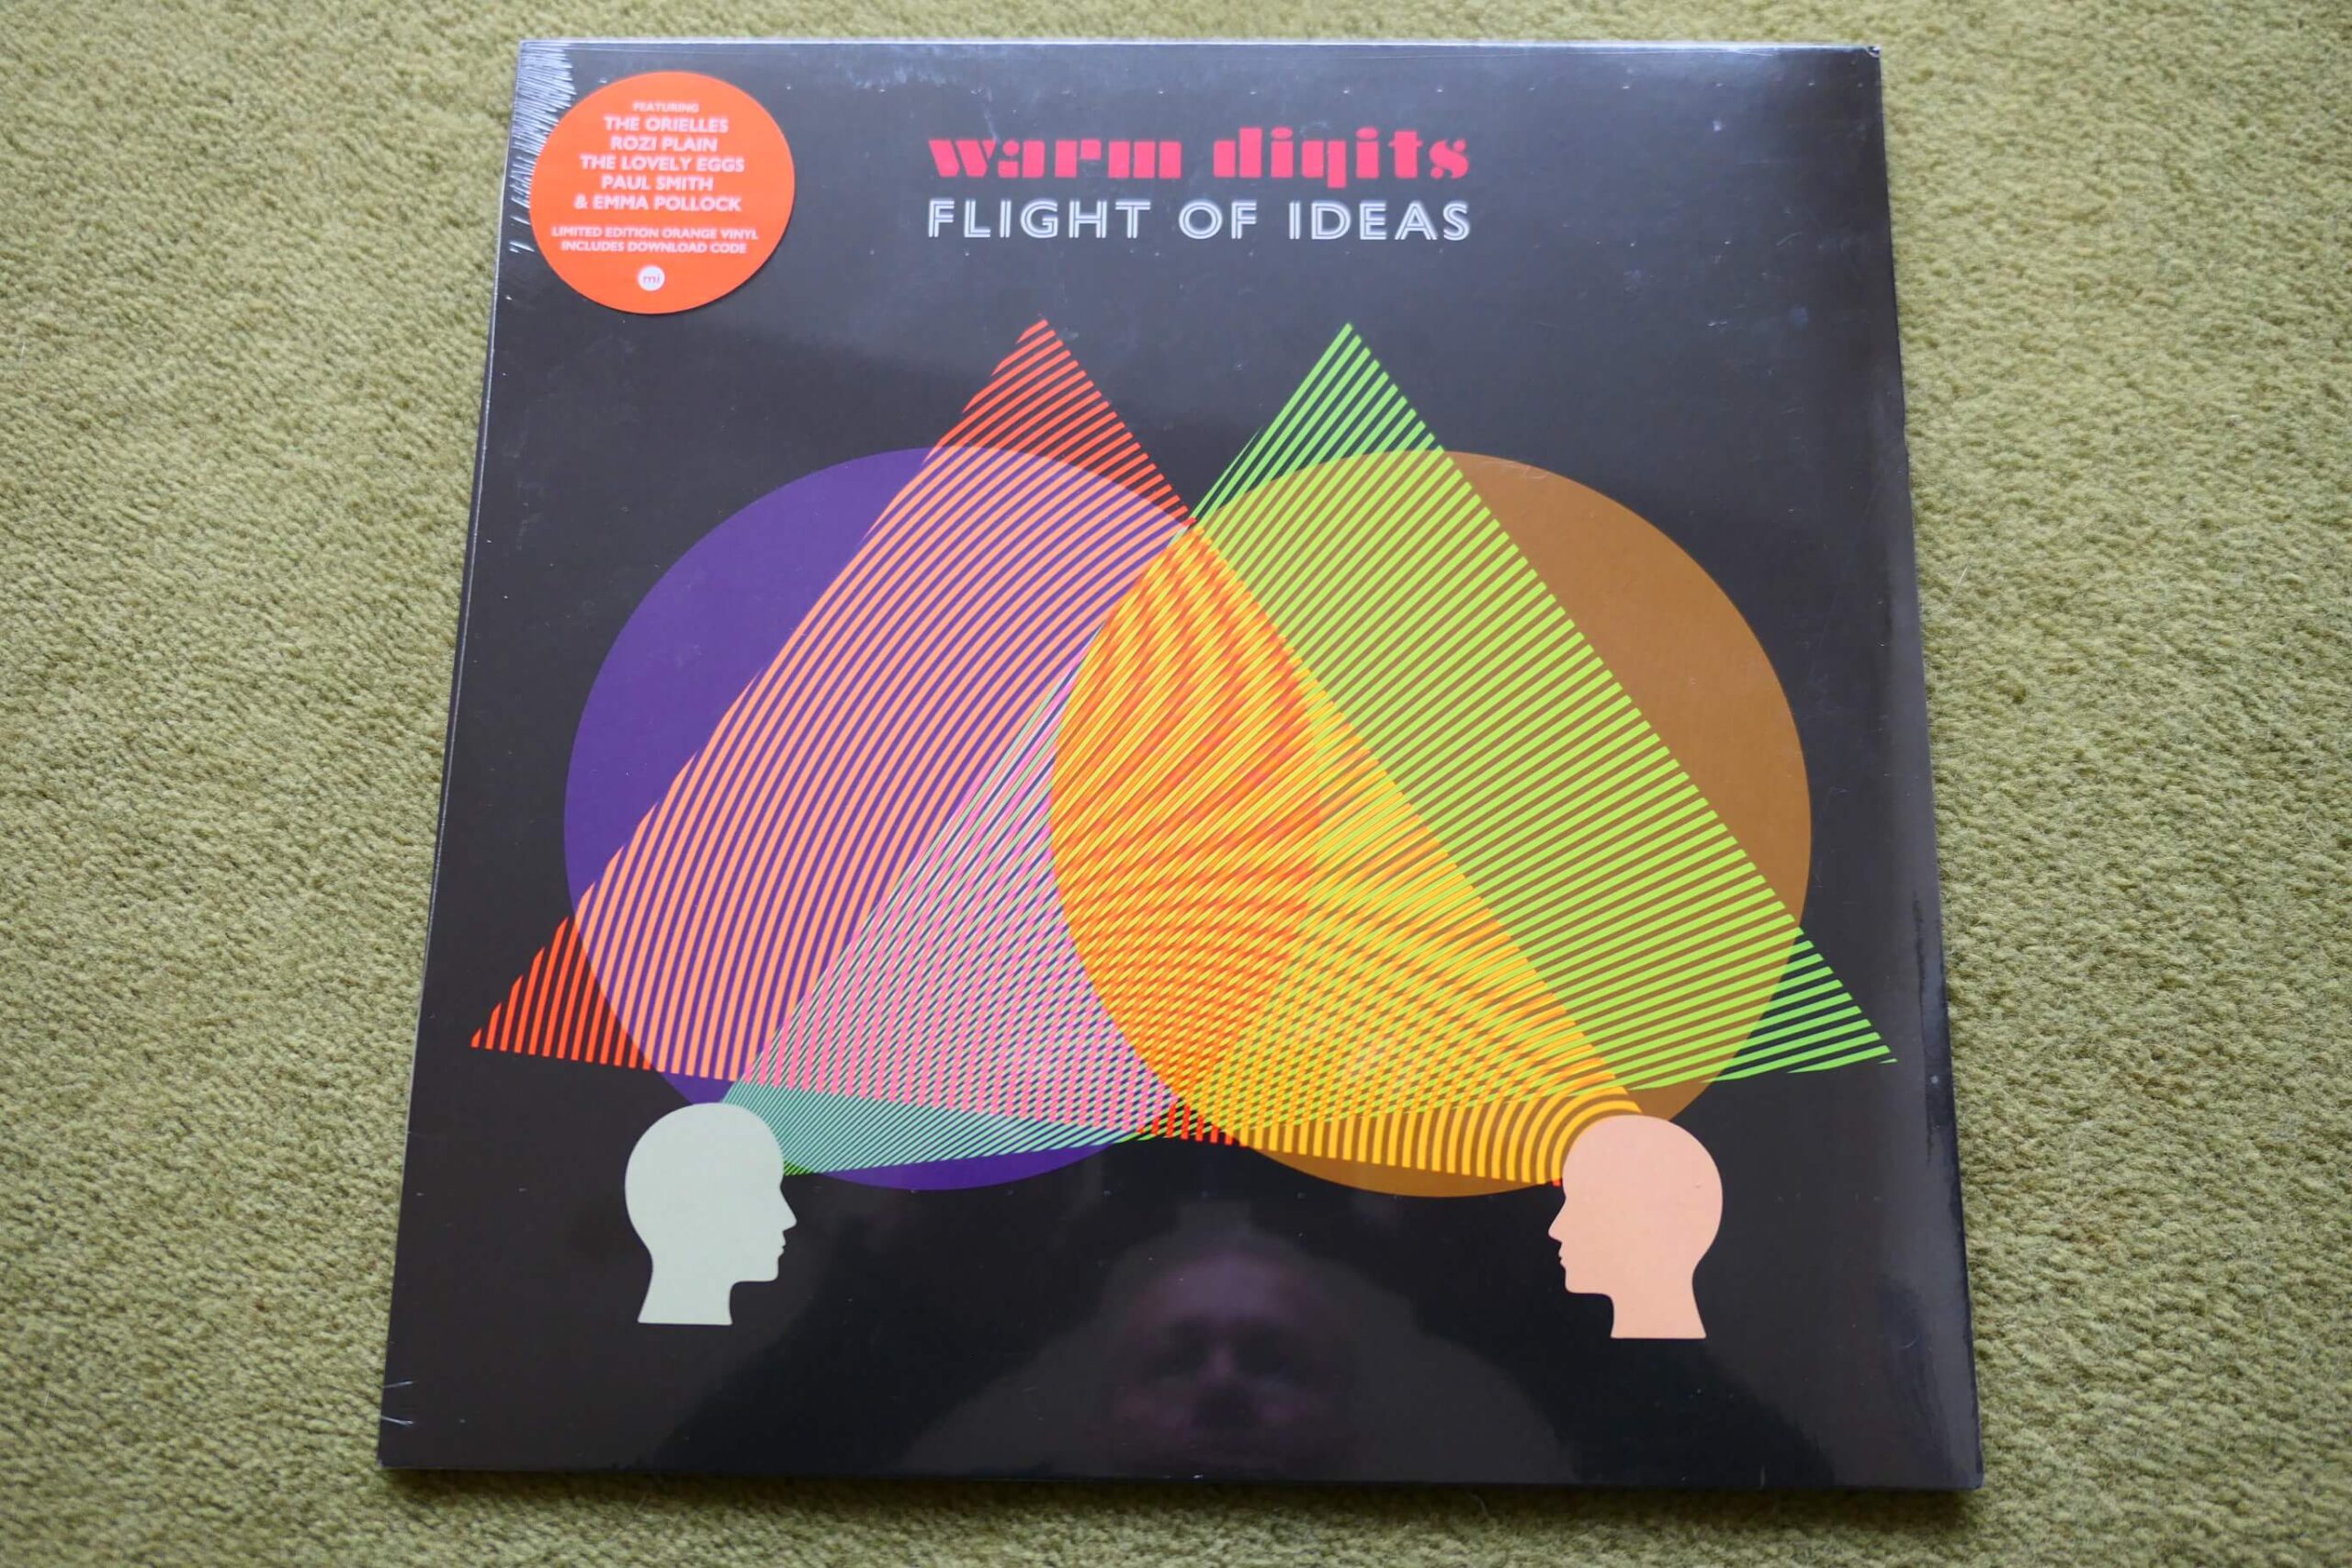 FEATURING
THE ORIELLES
ROZI PLAIN
THE LOVELY EGGS
PAUL SMITH
& EMMA POLLOCK
LIMITED EDITION ORANGE VINYL
INCLUDES DOWNLOAD CODE
mi
warm digits
FLIGHT OF IDEAS